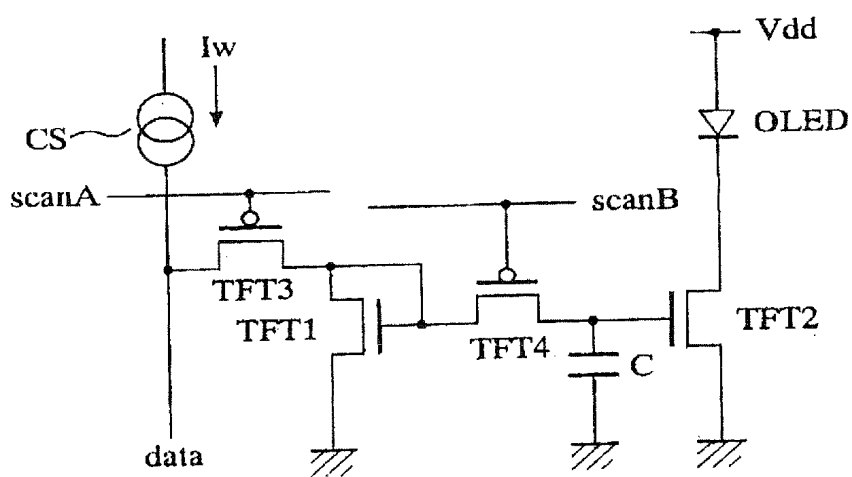 Iw
Vdd
CS
OLED
scanA
scanB
TFT3
TFT1
TFT4
C
TFT2
data